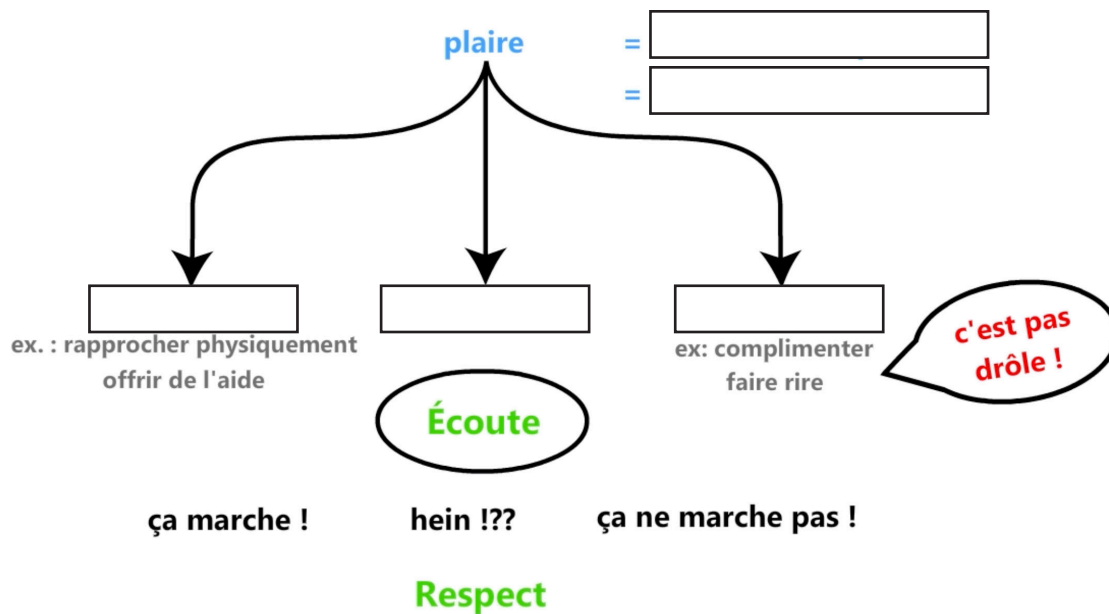 plaire =
=
ex. : rapprocher physiquement
offrir de l'aide
ex: complimenter
faire rire
c'est pas
drôle !
Écoute
ça marche ! hein !?? ça ne marche pas !
Respect